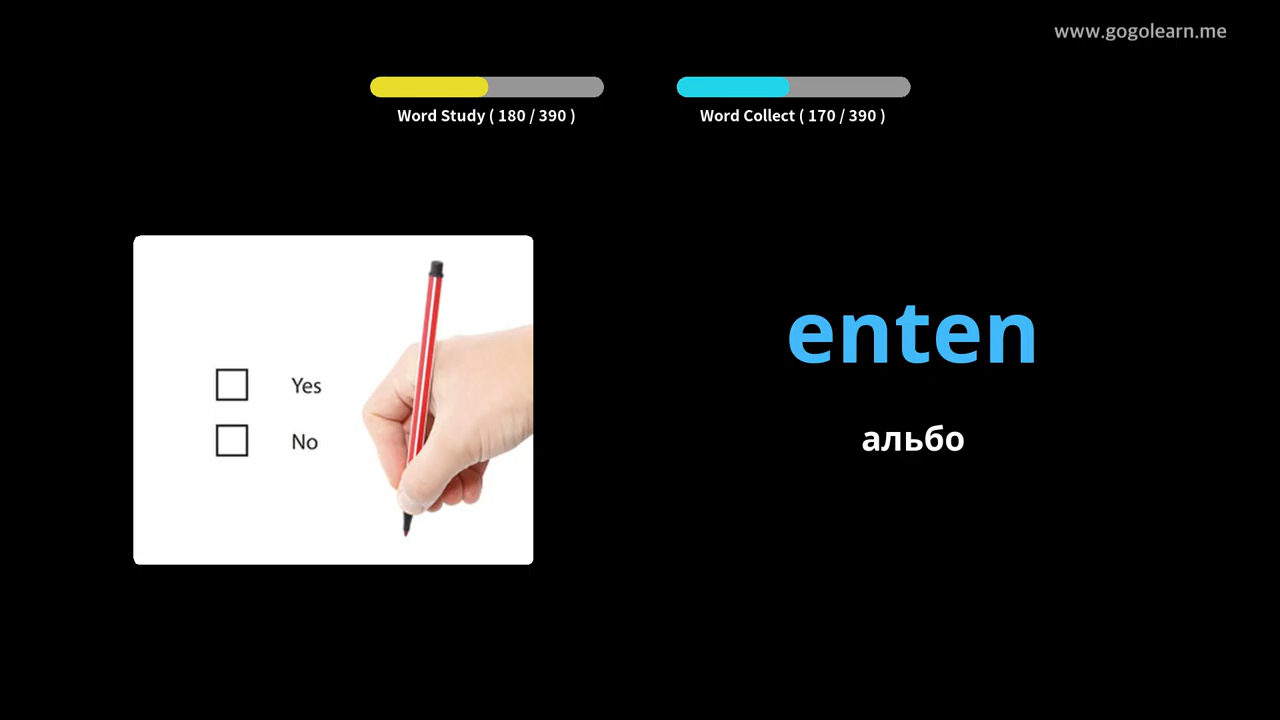 www.gogolearn.me
Word Study ( 180 / 390 )
Word Collect ( 170 / 390 )
Yes
No
enten
альбо